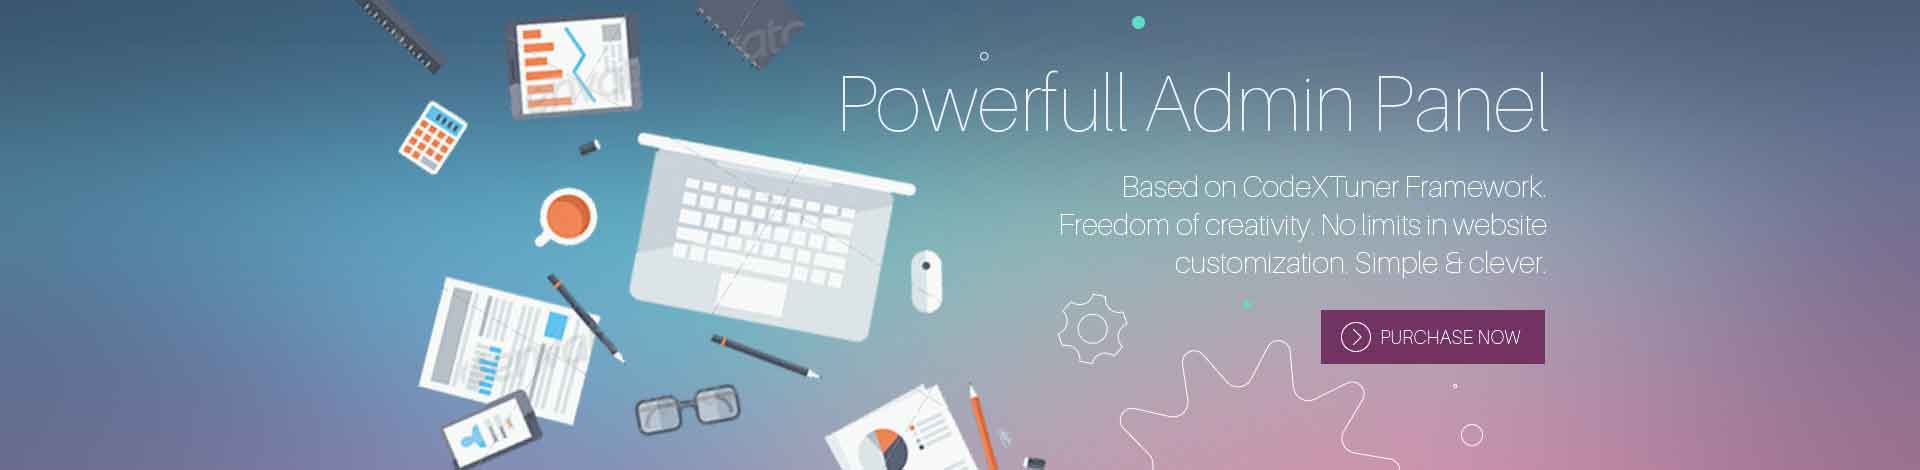 Powerfull Admin Panel
Based on CodeXTuner Framework.
Freedom of creativity. No limits in website
customization. Simple & clever.
PURCHASE NOW